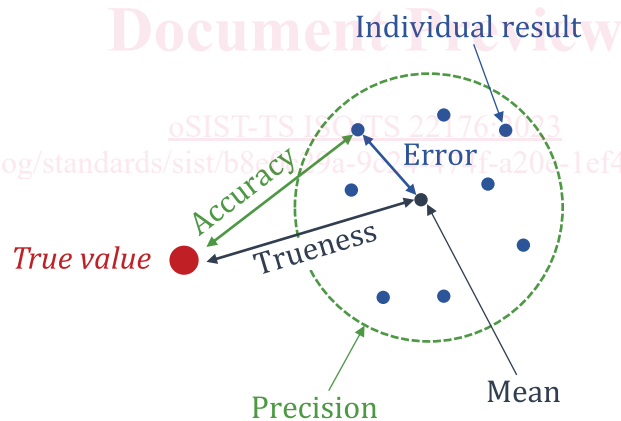 Document Preview
Individual result
oSIST-TS ISO/TS 22176:2023
Error
Accuracy
Trueness
True value
Mean
Precision